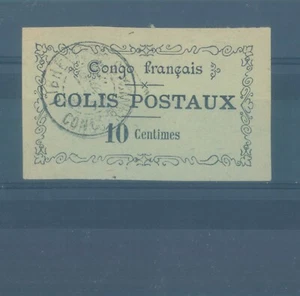 Congo français
COLIS POSTAUX
10 Centimes